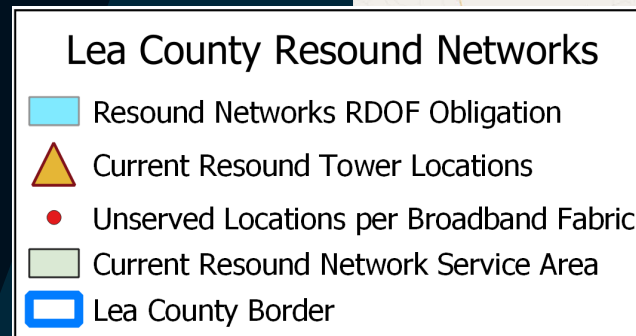 Lea County Resound Networks
Resound Networks RDOF Obligation
Current Resound Tower Locations
Unserved Locations per Broadband Fabric
Current Resound Network Service Area
Lea County Border